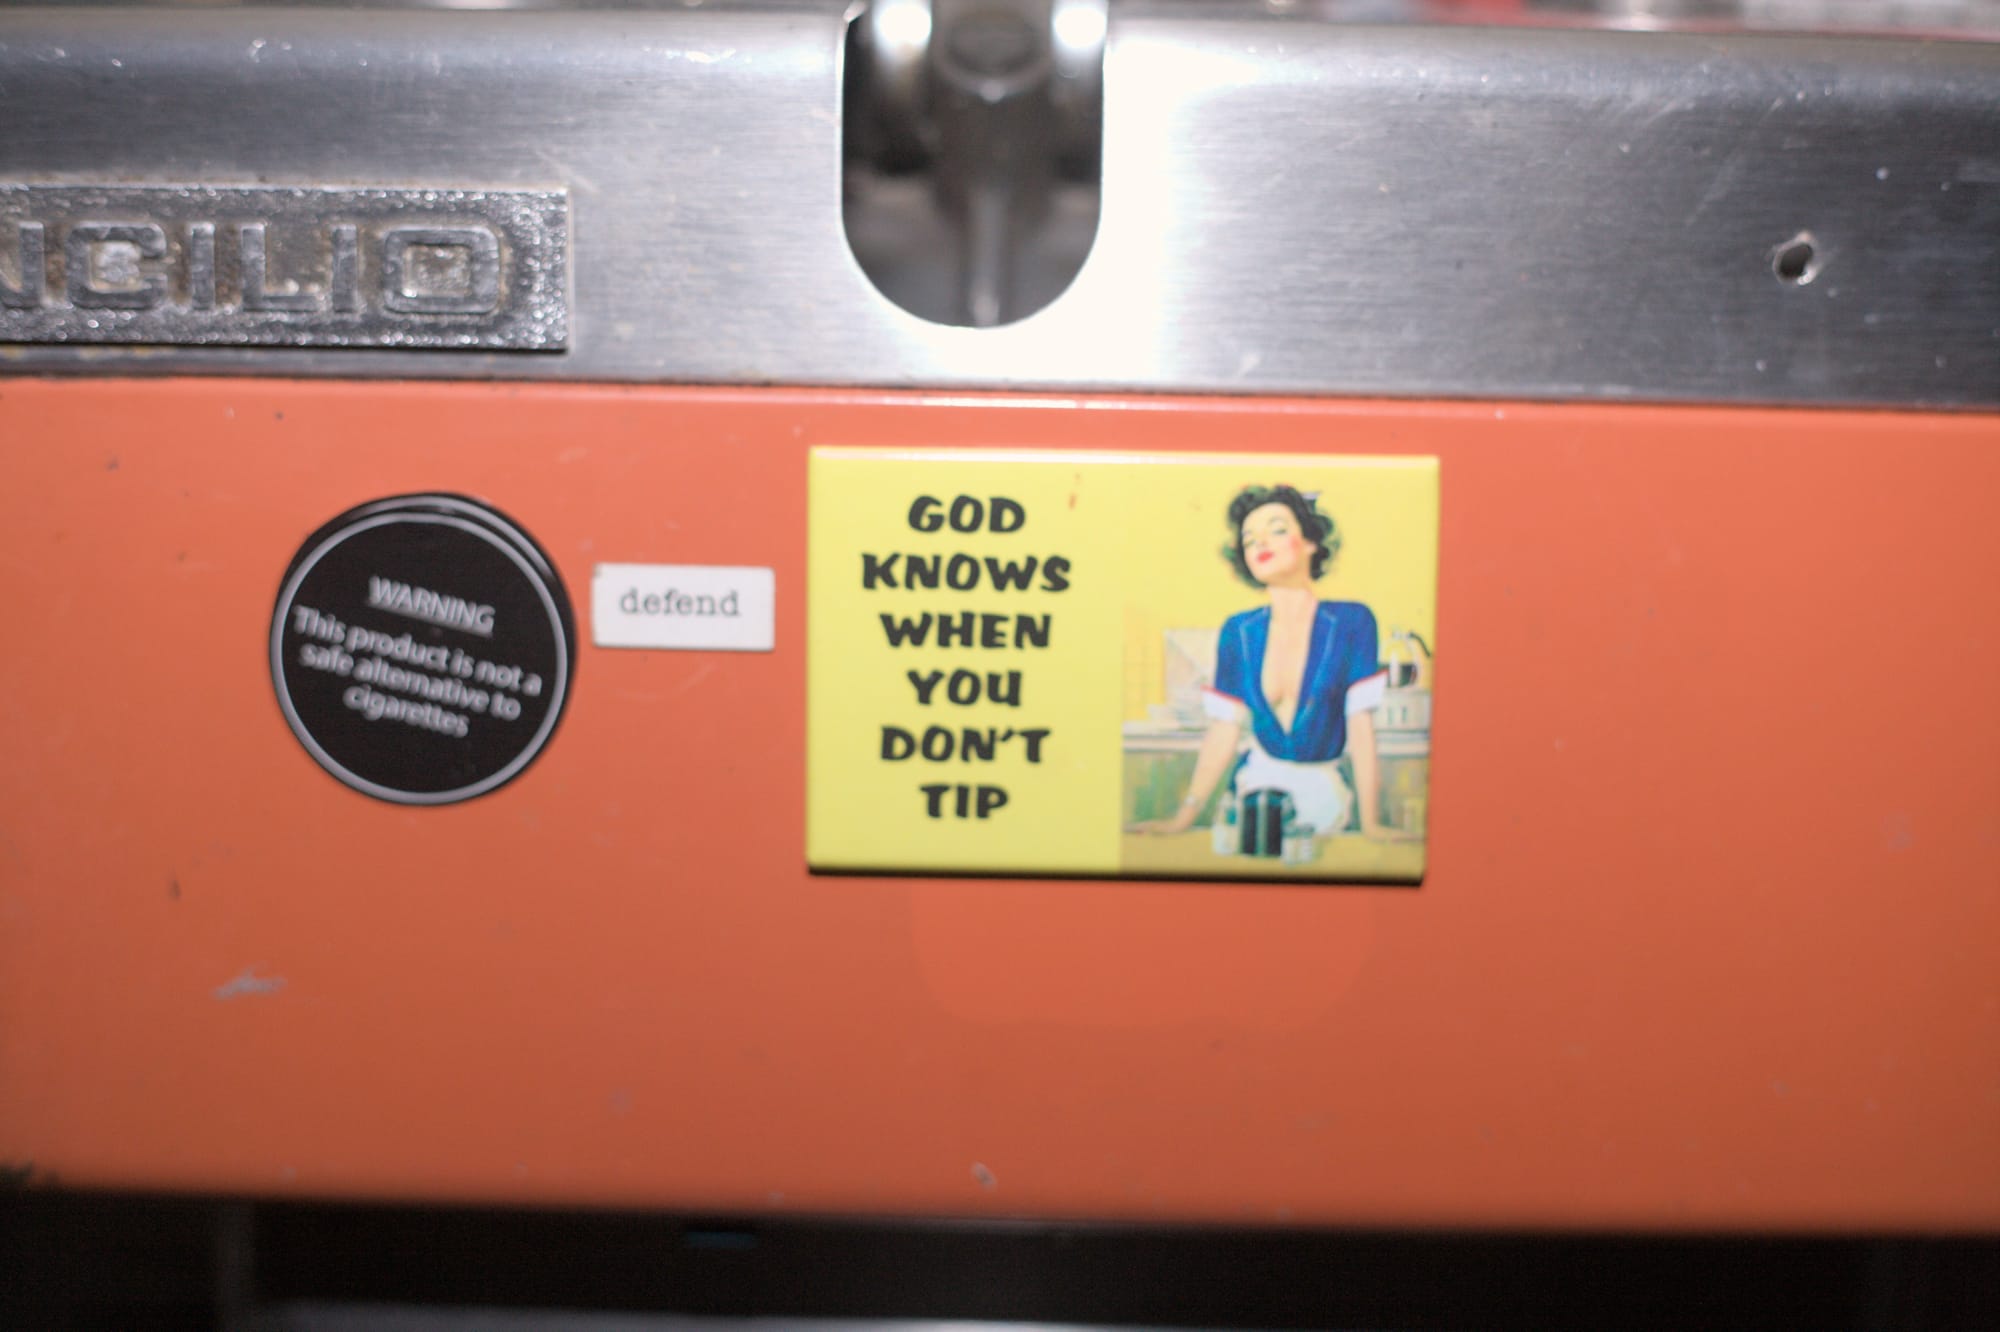 NCILIO
WARNING
This product is not a
safe alternative to
cigarettes
defend
GOD
KNOWS
WHEN
YOU
DON'T
TIP